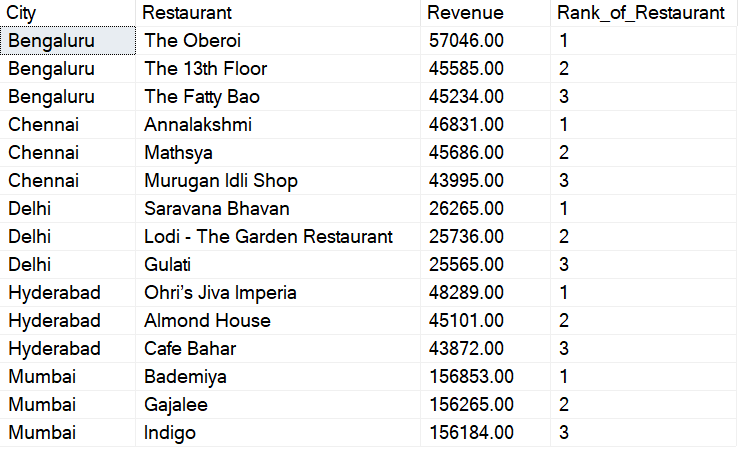 City Restaurant Revenue Rank_of_Restaurant
Bengaluru The Oberoi 57046.00 1
Bengaluru The 13th Floor 45585.00 2
Bengaluru The Fatty Bao 45234.00 3
Chennai Annalakshmi 46831.00 1
Chennai Mathsya 45686.00 2
Chennai Murugan Idli Shop 43995.00 3
Delhi Saravana Bhavan 26265.00 1
Delhi Lodi - The Garden Restaurant 25736.00 2
Delhi Gulati 25565.00 3
Hyderabad Ohri’s Jiva Imperia 48289.00 1
Hyderabad Almond House 45101.00 2
Hyderabad Cafe Bahar 43872.00 3
Mumbai Bademiya 156853.00 1
Mumbai Gajalee 156265.00 2
Mumbai Indigo 156184.00 3